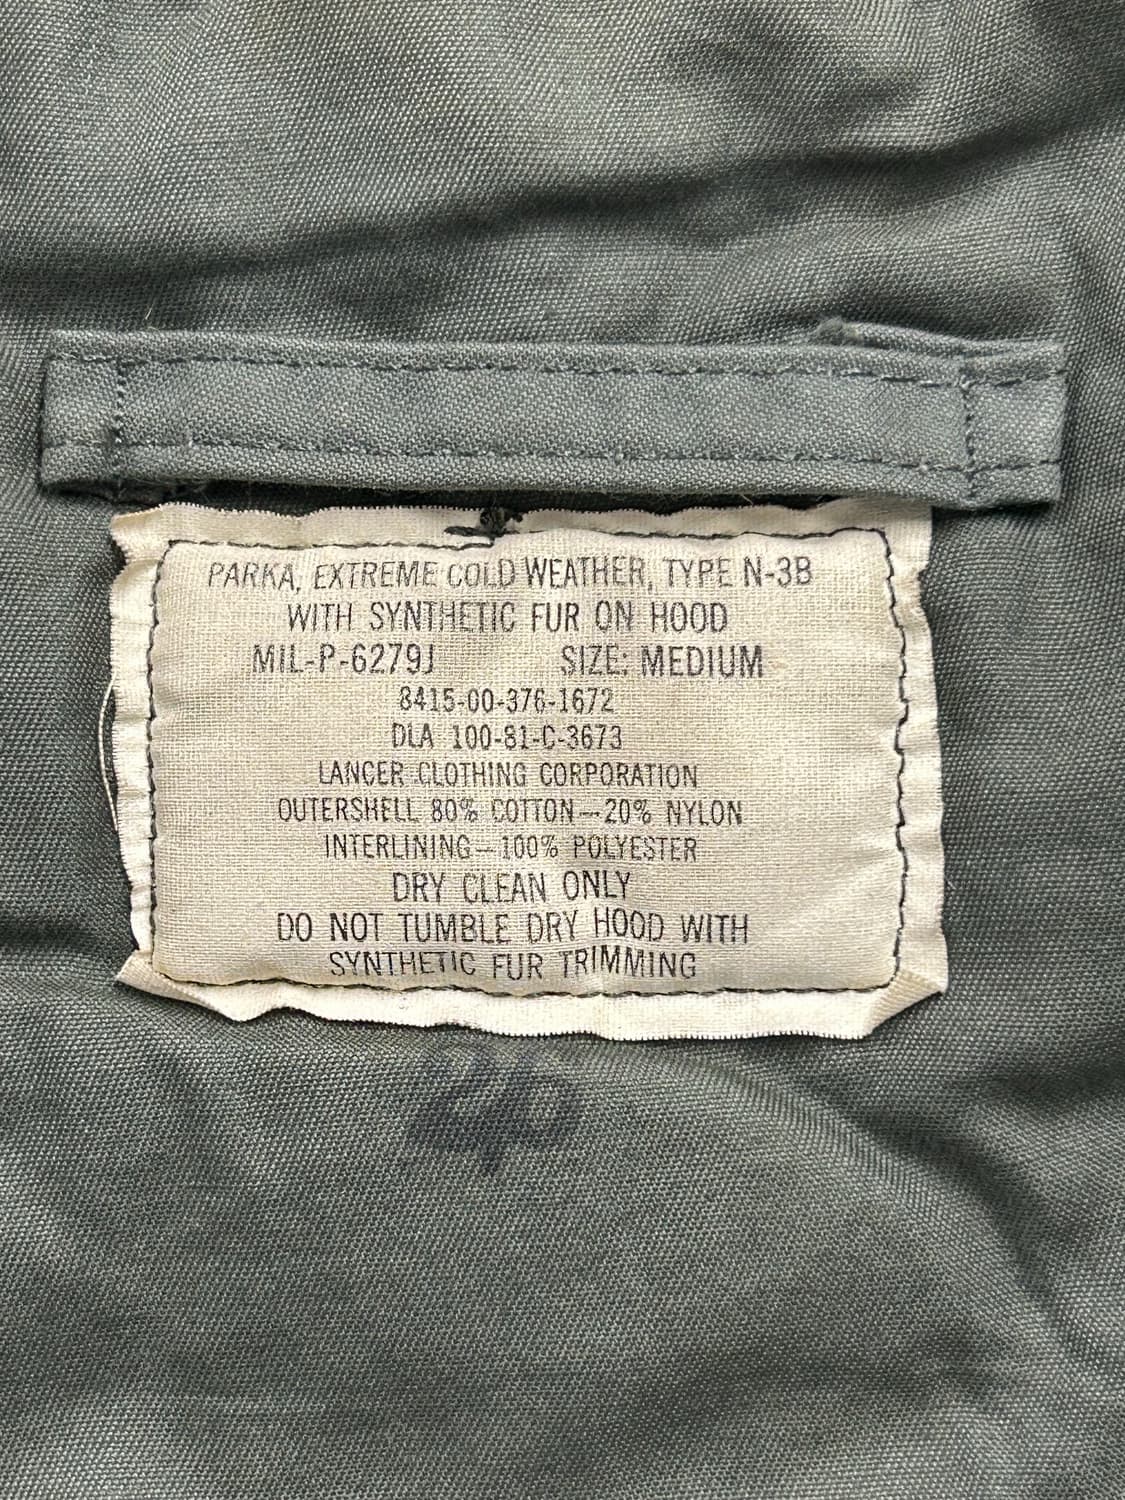 PARKA, EXTREME COLD WEATHER, TYPE N-3B
WITH SYNTHETIC FUR ON HOOD
MIL-P-6279J SIZE: MEDIUM
8415-00-376-1672
DLA 100-81-C-3673
LANCER CLOTHING CORPORATION
OUTERSHELL 80% COTTON—20% NYLON
INTERLINING—100% POLYESTER
DRY CLEAN ONLY
DO NOT TUMBLE DRY HOOD WITH
SYNTHETIC FUR TRIMMING
26